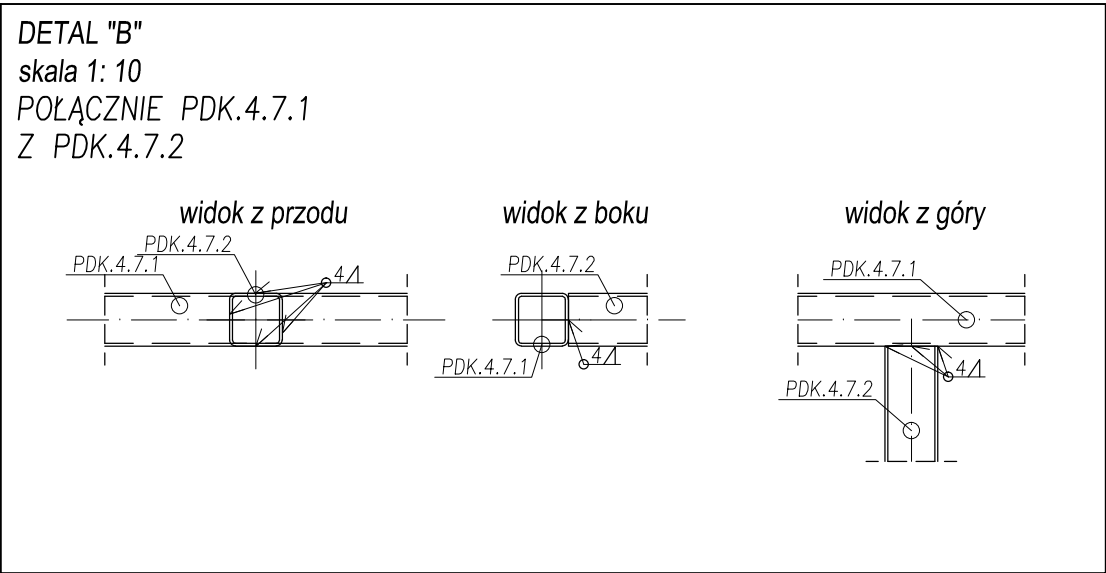 DETAL "B"
skala 1: 10
POŁĄCZNIE PDK.4.7.1
Z PDK.4.7.2
widok z przodu
PDK.4.7.2
PDK.4.7.1
4
widok z boku
PDK.4.7.2
PDK.4.7.1
4
widok z góry
PDK.4.7.1
4
PDK.4.7.2